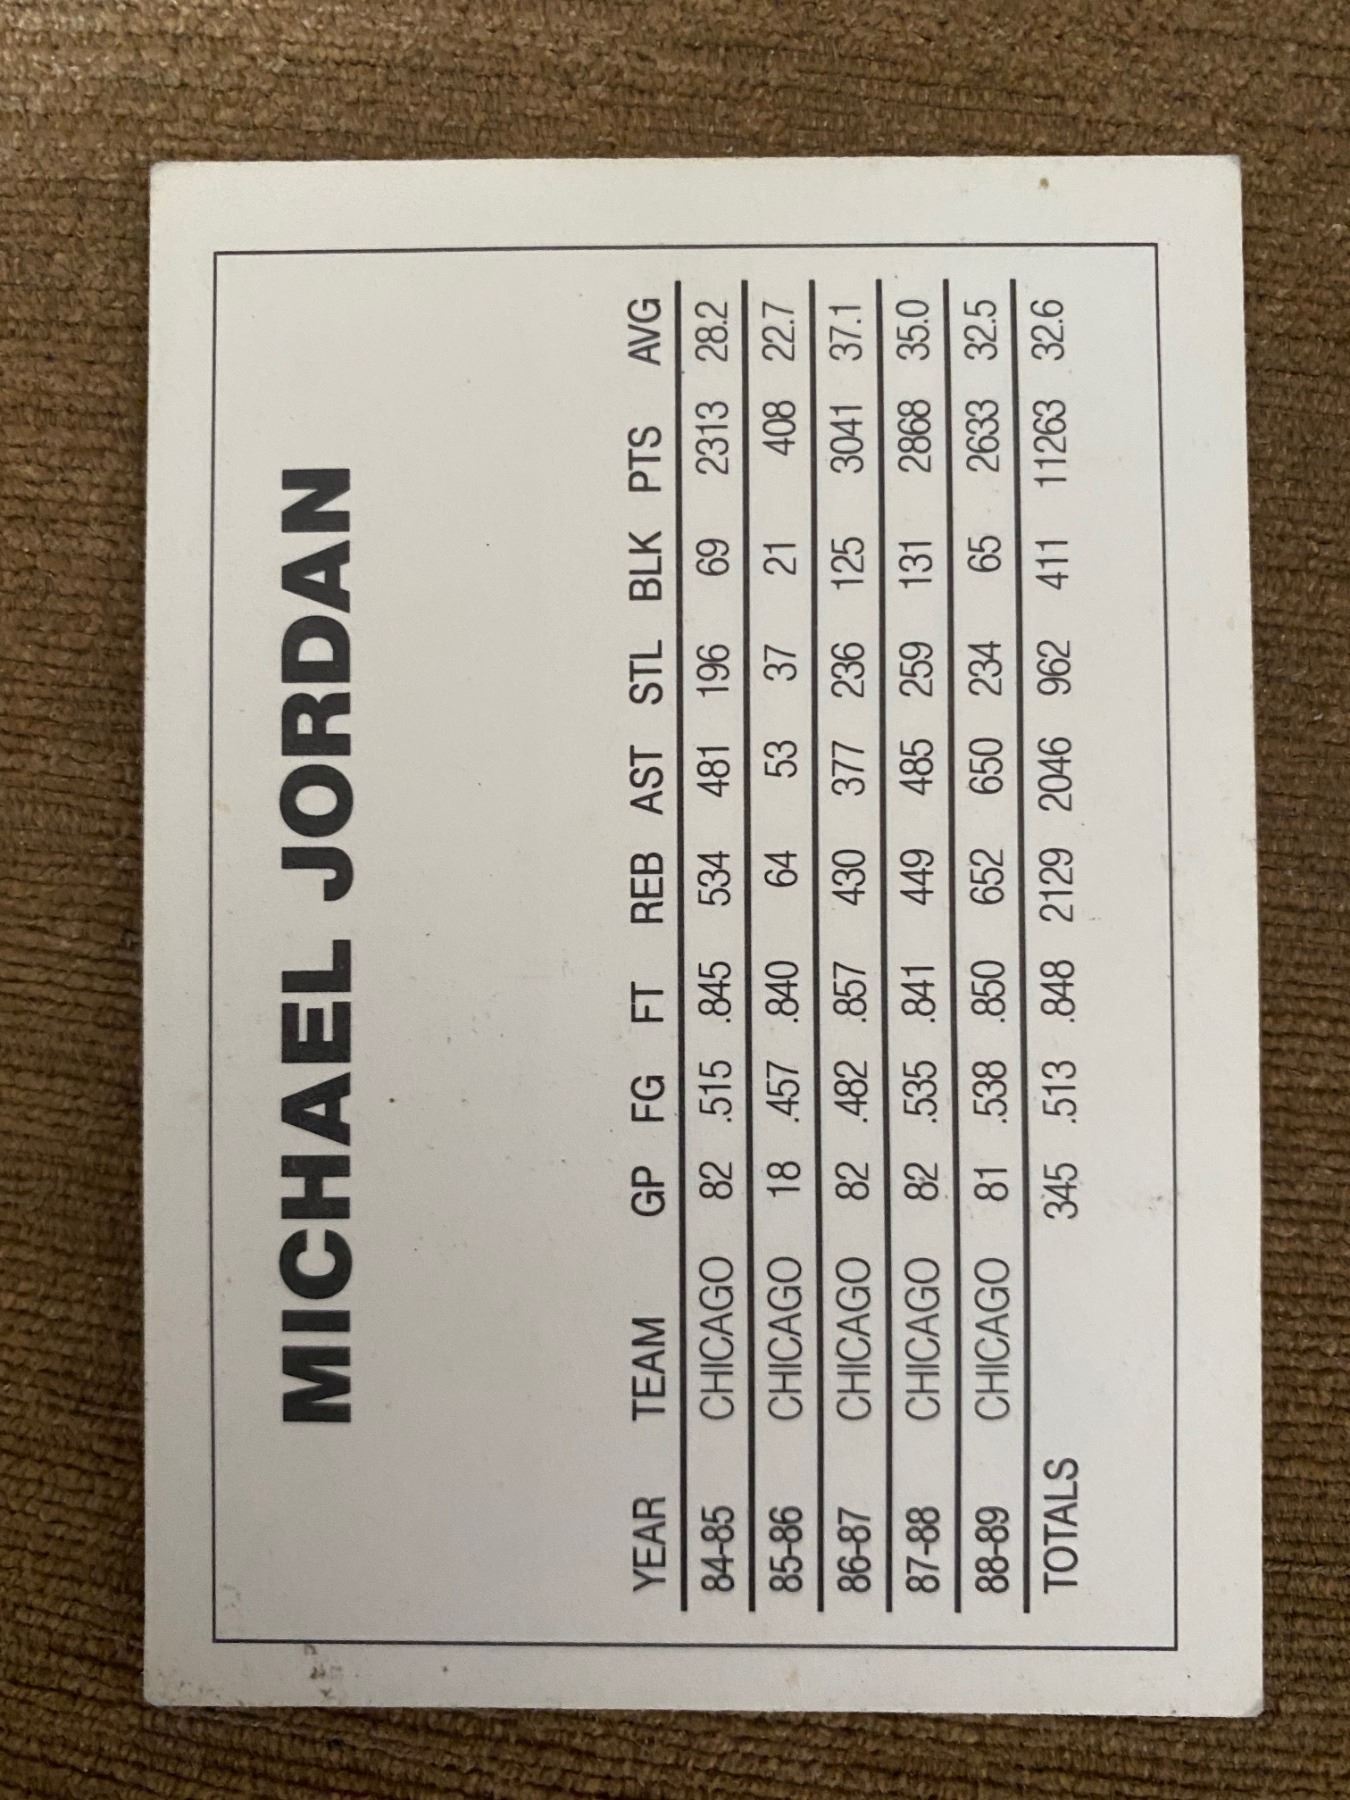 MICHAEL JORDAN
YEAR TEAM GP FG FT REB AST STL BLK PTS AVG
84-85 CHICAGO 82 .515 .845 534 481 196 69 2313 28.2
85-86 CHICAGO 18 .457 .840 64 53 37 21 408 22.7
86-87 CHICAGO 82 .482 .857 430 377 236 125 3041 37.1
87-88 CHICAGO 82 .535 .841 449 485 259 131 2868 35.0
88-89 CHICAGO 81 .538 .850 652 650 234 65 2633 32.5
TOTALS 345 .513 .848 2129 2046 962 411 11263 32.6